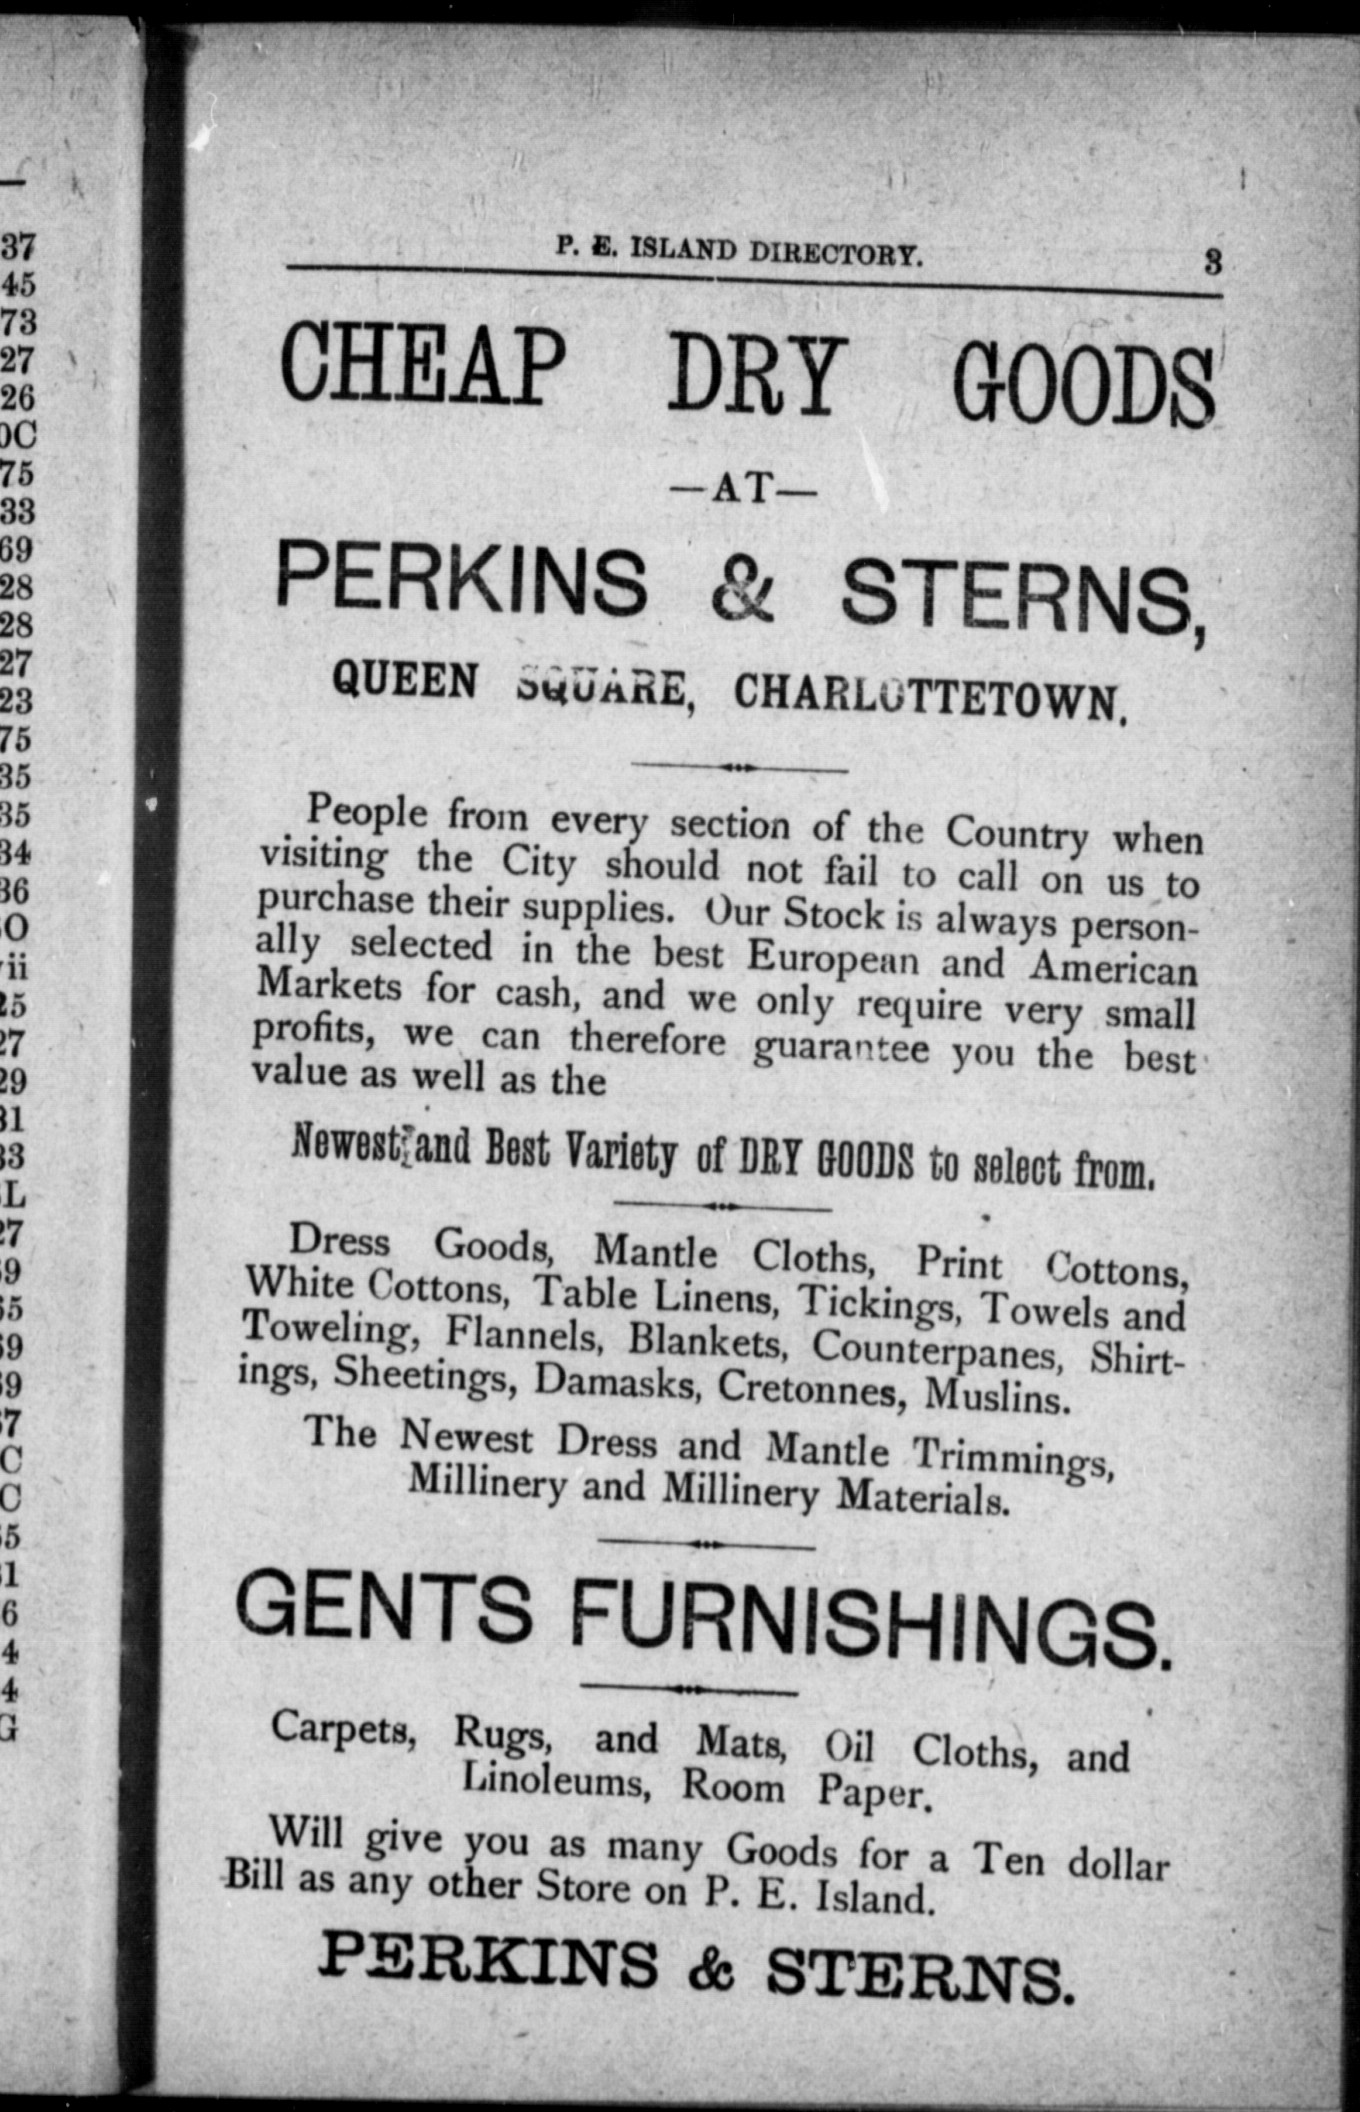 P. E. ISLAND DIRECTORY. 3
CHEAP DRY GOODS
—AT—
PERKINS & STERNS,
QUEEN SQUARE, CHARLOTTETOWN.
People from every section of the Country when
visiting the City should not fail to call on us to
purchase their supplies. Our Stock is always person-
ally selected in the best European and American
Markets for cash, and we only require very small
profits, we can therefore guarantee you the best
value as well as the
Newest and Best Variety of DRY GOODS to select from.
Dress Goods, Mantle Cloths, Print Cottons,
White Cottons, Table Linens, Tickings, Towels and
Toweling, Flannels, Blankets, Counterpanes, Shirt-
ings, Sheetings, Damasks, Cretonnes, Muslins.
The Newest Dress and Mantle Trimmings,
Millinery and Millinery Materials.
GENTS FURNISHINGS.
Carpets, Rugs, and Mats, Oil Cloths, and
Linoleums, Room Paper.
Will give you as many Goods for a Ten dollar
Bill as any other Store on P. E. Island.
PERKINS & STERNS.